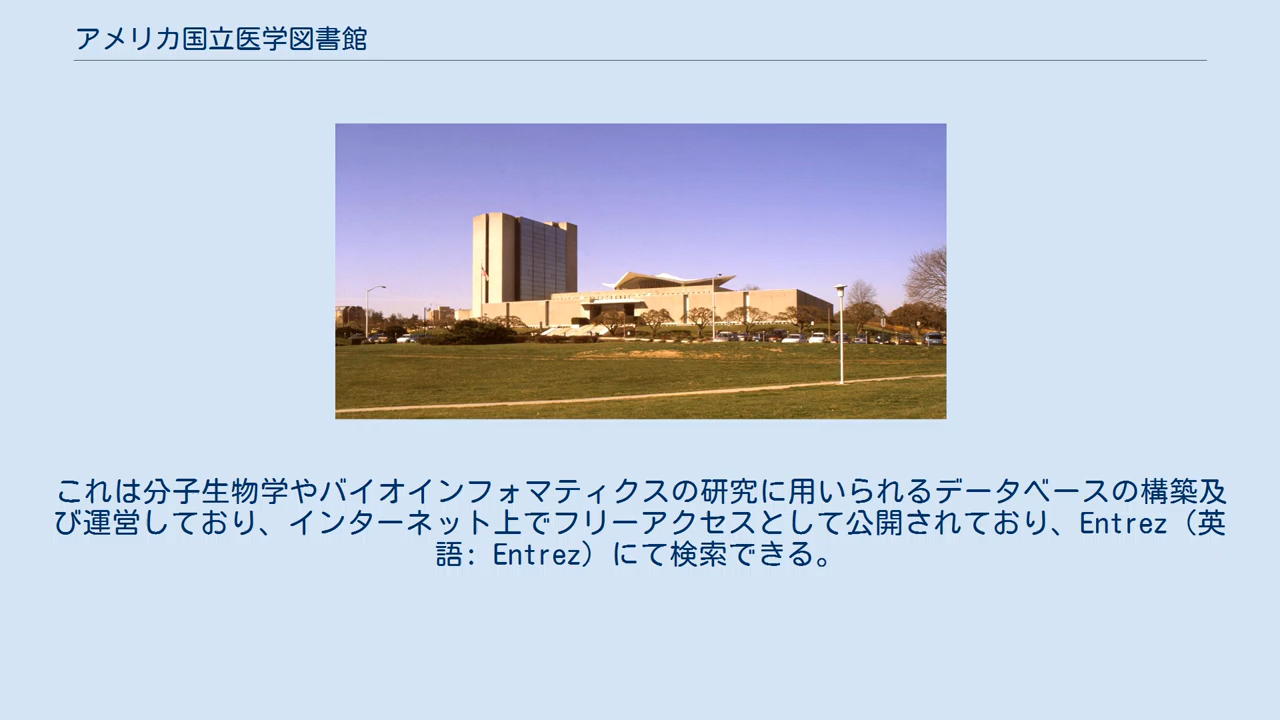 アメリカ国立医学図書館
これは分子生物学やバイオインフォマティクスの研究に用いられるデータベースの構築及
び運営しており、インターネット上でフリーアクセスとして公開されており、Entrez（英
語: Entrez）にて検索できる。